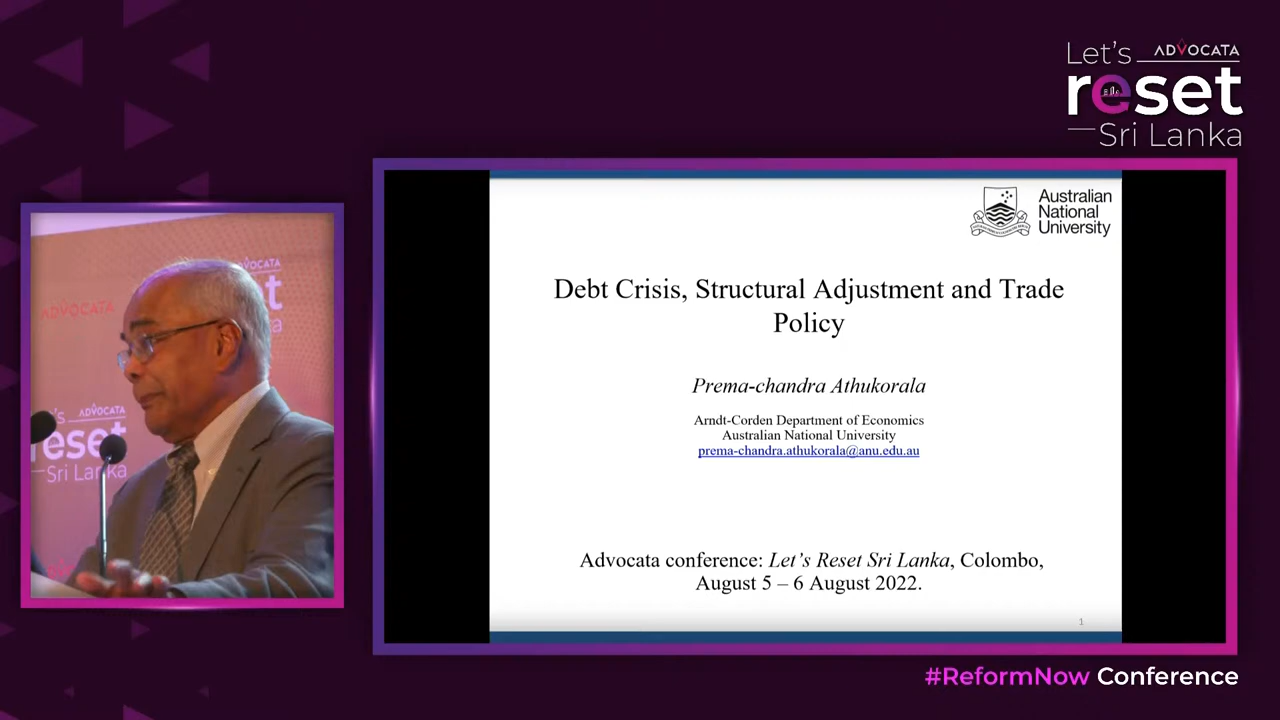 Let's
ADVOCATA
reset
Sri Lanka
Australian
National
University
Debt Crisis, Structural Adjustment and Trade
Policy
Prema-chandra Athukorala
Arndt-Corden Department of Economics
Australian National University
prema-chandra.athukorala@anu.edu.au
Advocata conference: Let's Reset Sri Lanka, Colombo,
August 5 – 6 August 2022.
1
ADVOCATA
ADVOCATA
eset
Sri Lanka
#ReformNow Conference